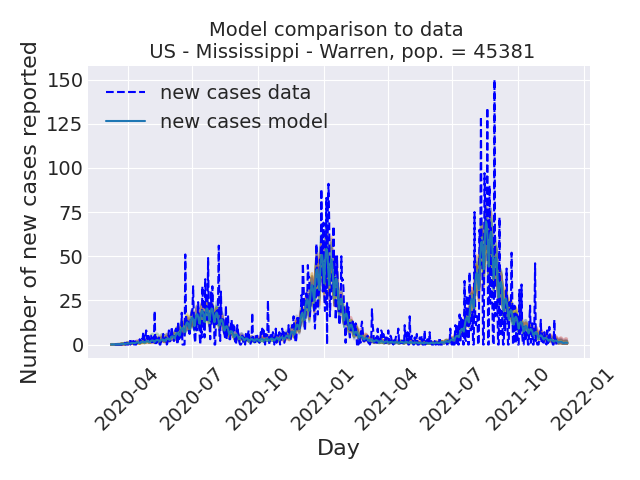 Model comparison to data
US - Mississippi - Warren, pop. = 45381
Number of new cases reported
150
125
100
75
50
25
0
new cases data
new cases model
2020-04
2020-07
2020-10
2021-01
2021-04
2021-07
2021-10
2022-01
Day